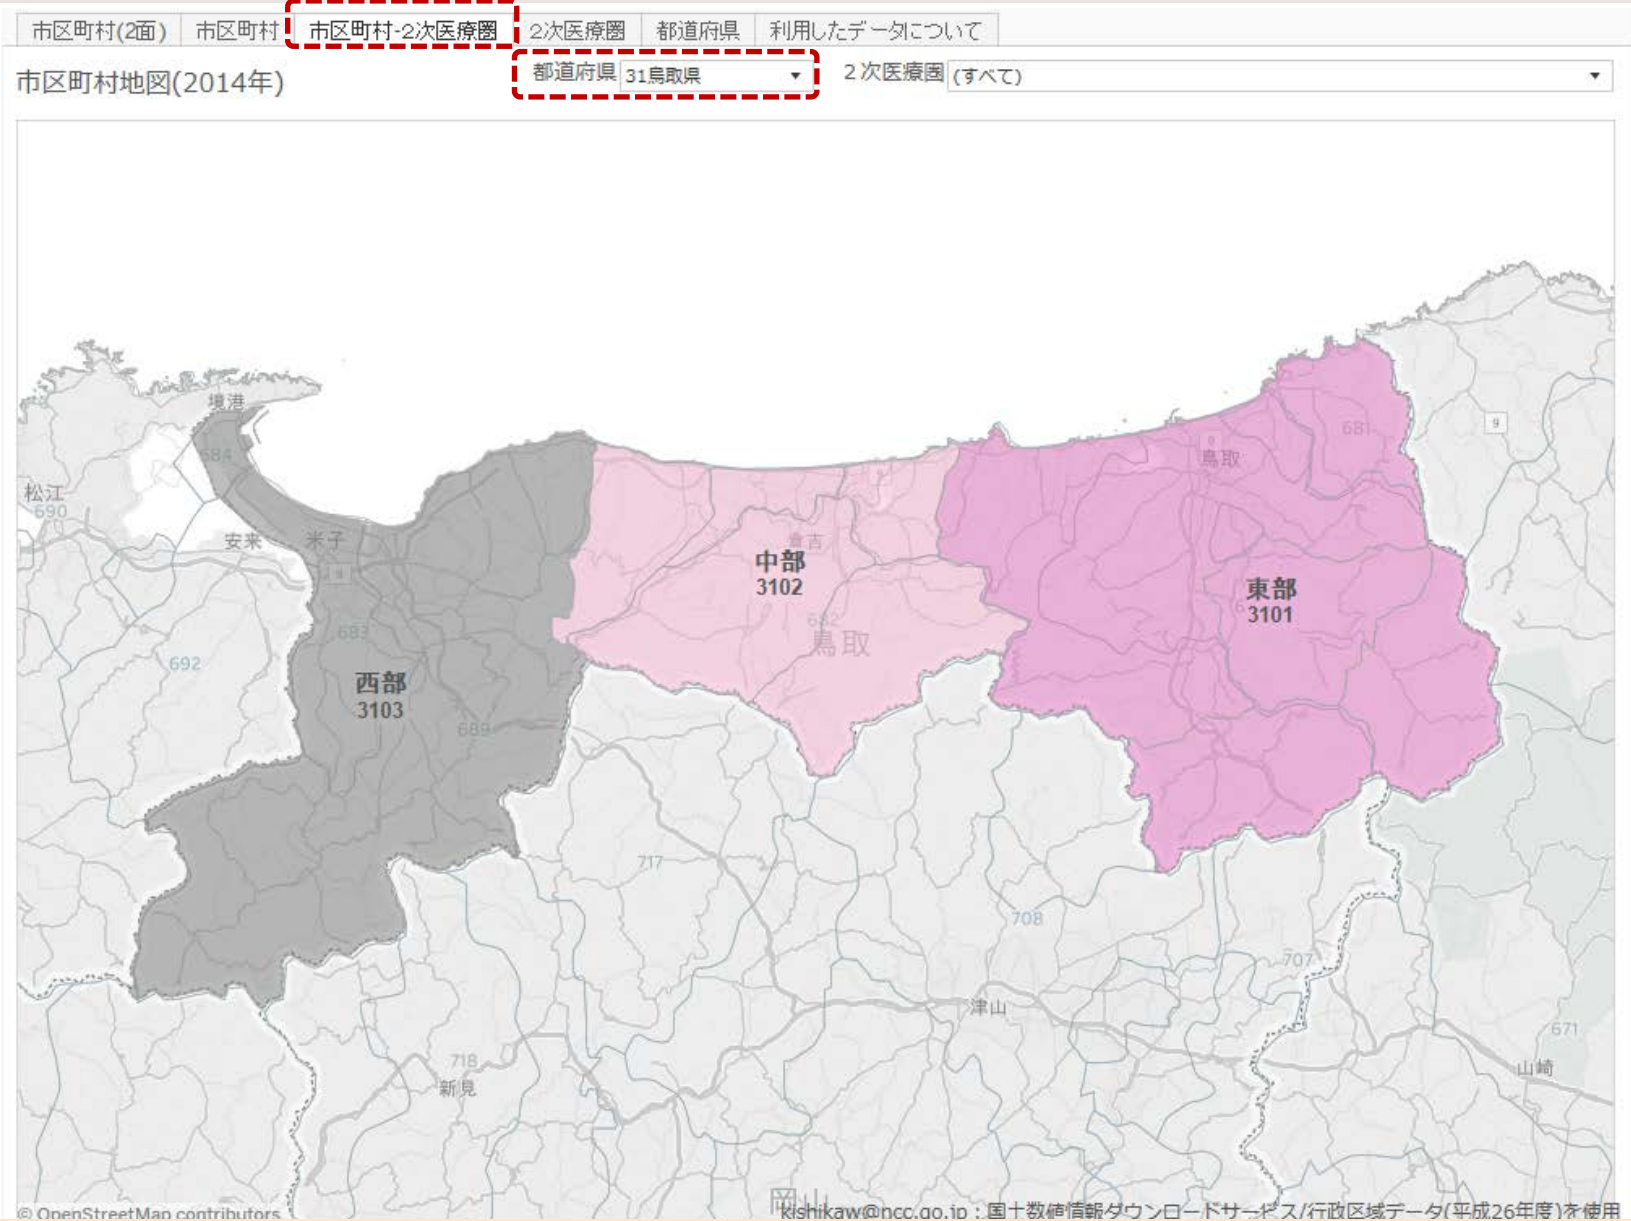 市区町村(2面) 市区町村 市区町村-2次医療圏 2次医療圏 都道府県 利用したデータについて
市区町村地図(2014年) 都道府県 31鳥取県 2次医療圏 (すべて)
境港
681
9
9
鳥取
684
松江
690
安来 米子
倉吉
9
中部
3102
東部
3101
682
鳥取
683
692
西部
3103
689
717
708
707
津山
671
718
新見
山崎
岡山
© OpenStreetMap contributors
kishikaw@ncc.go.jp：国土数値情報ダウンロードサービス/行政区域データ(平成26年度)を使用